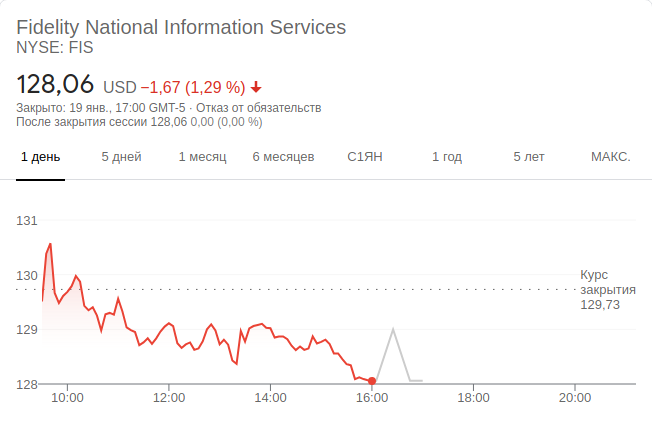 Fidelity National Information Services
NYSE: FIS
128,06 USD −1,67 (1,29 %)
Закрыто: 19 янв., 17:00 GMT-5 · Отказ от обязательств
После закрытия сессии 128,06 0,00 (0,00 %)
1 день 5 дней 1 месяц 6 месяцев С1ЯН 1 год 5 лет МАКС.
131
130
129
128
Курс
закрытия
129,73
10:00 12:00 14:00 16:00 18:00 20:00